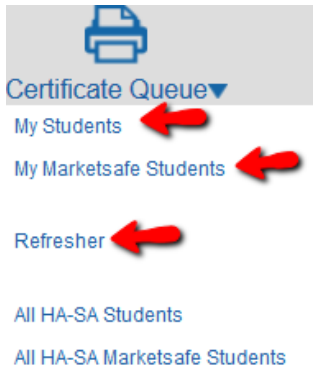 Certificate Queue▼
My Students
My Marketsafe Students
Refresher
All HA-SA Students
All HA-SA Marketsafe Students